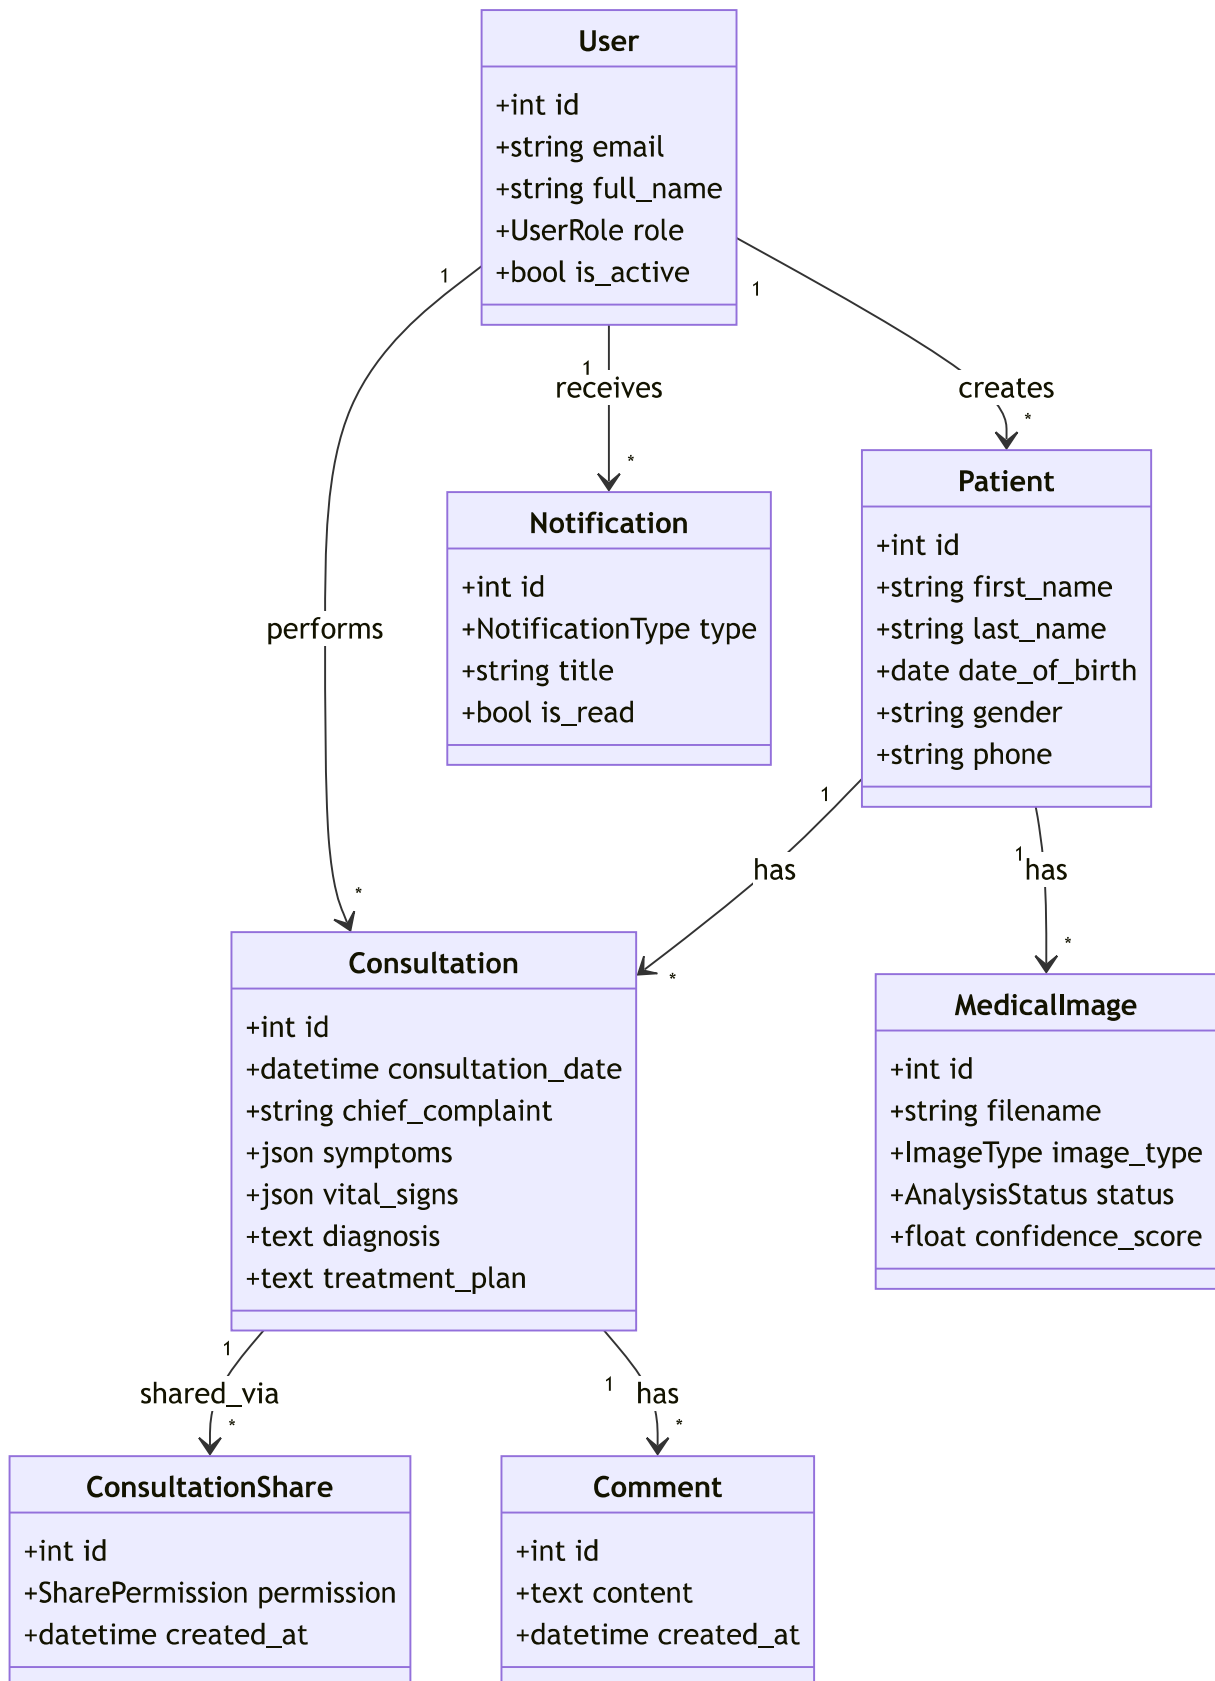 User
+int id
+string email
+string full_name
+UserRole role
+bool is_active
1
1
1
receives
creates
*
*
performs
Notification
+int id
+NotificationType type
+string title
+bool is_read
Patient
+int id
+string first_name
+string last_name
+date date_of_birth
+string gender
+string phone
1
1
has
has
*
*
*
Consultation
+int id
+datetime consultation_date
+string chief_complaint
+json symptoms
+json vital_signs
+text diagnosis
+text treatment_plan
MedicalImage
+int id
+string filename
+ImageType image_type
+AnalysisStatus status
+float confidence_score
1
1
shared_via
has
*
*
ConsultationShare
+int id
+SharePermission permission
+datetime created_at
Comment
+int id
+text content
+datetime created_at